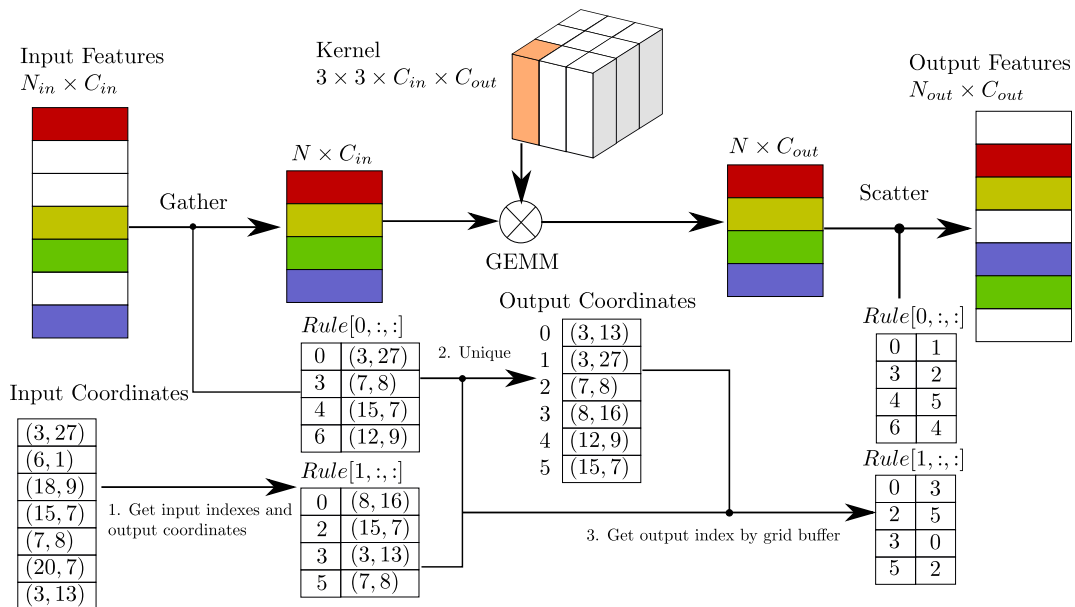 Input Features
N_in × C_in
Kernel
3 × 3 × C_in × C_out
Output Features
N_out × C_out
N × C_in
N × C_out
Gather
Scatter
GEMM
Input Coordinates
(3, 27)
(6, 1)
(18, 9)
(15, 7)
(7, 8)
(20, 7)
(3, 13)
1. Get input indexes and
output coordinates
Rule[0, :, :]
0 (3, 27)
3 (7, 8)
4 (15, 7)
6 (12, 9)
Rule[1, :, :]
0 (8, 16)
2 (15, 7)
3 (3, 13)
5 (7, 8)
2. Unique
Output Coordinates
0 (3, 13)
1 (3, 27)
2 (7, 8)
3 (8, 16)
4 (12, 9)
5 (15, 7)
3. Get output index by grid buffer
Rule[0, :, :]
0 1
3 2
4 5
6 4
Rule[1, :, :]
0 3
2 5
3 0
5 2